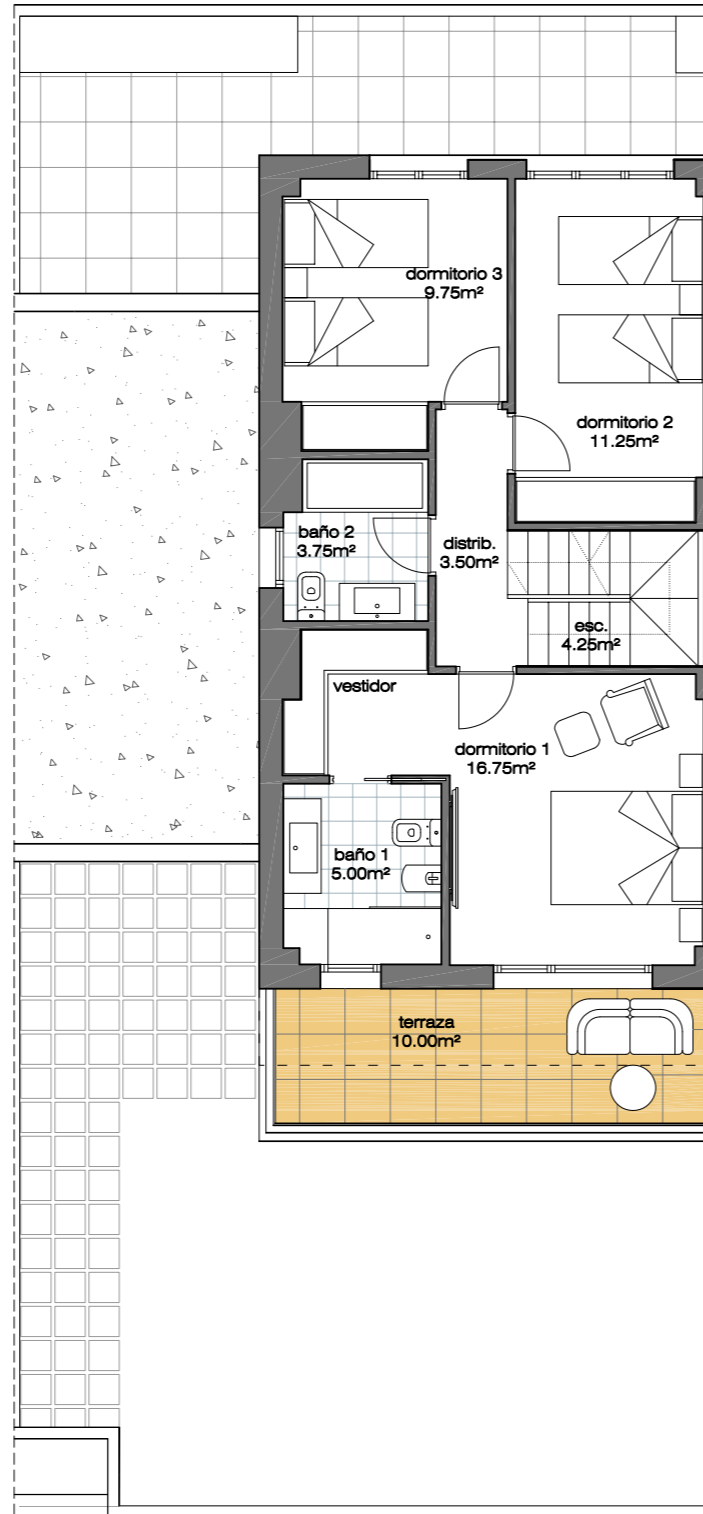 dormitorio 3
9.75m²
dormitorio 2
11.25m²
baño 2
3.75m²
distrib.
3.50m²
esc.
4.25m²
vestidor
dormitorio 1
16.75m²
baño 1
5.00m²
terraza
10.00m²